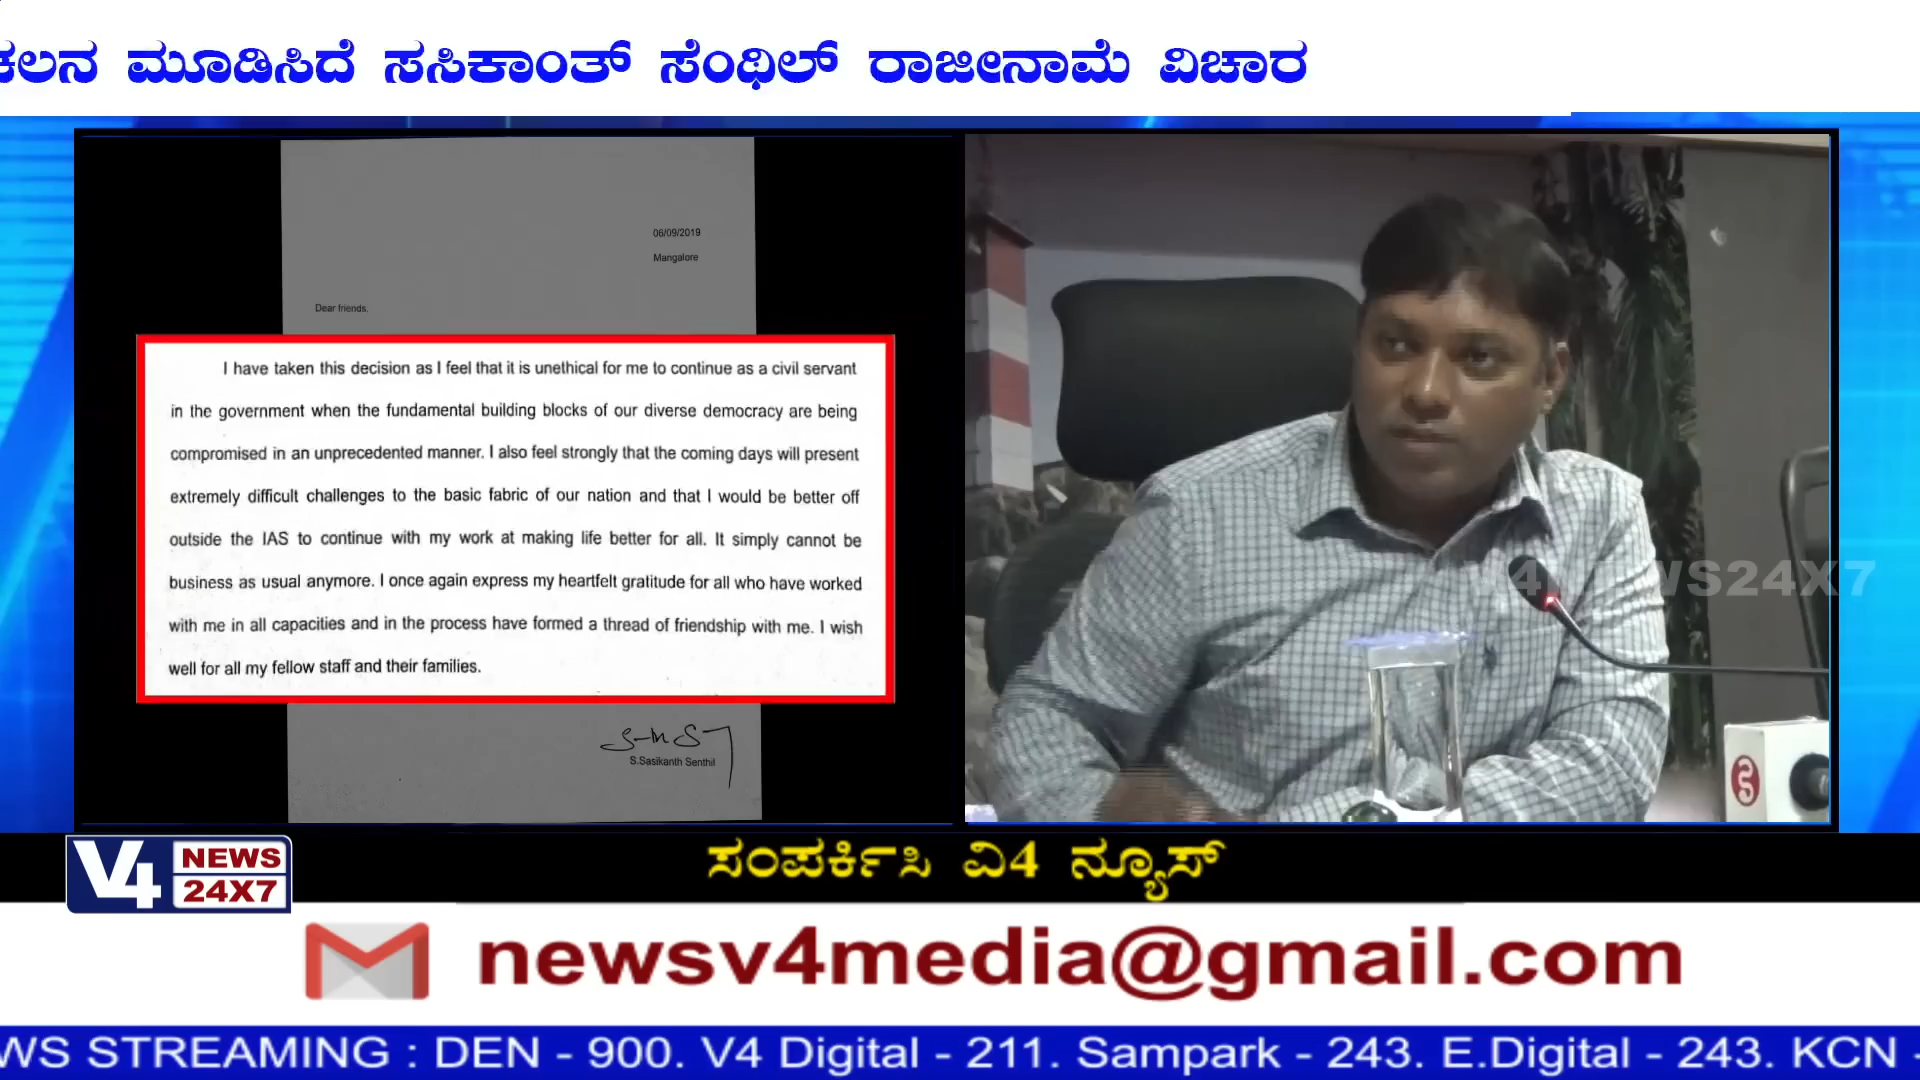 ಕಲನ ಮೂಡಿಸಿದೆ ಸಸಿಕಾಂತ್ ಸೆಂಥಿಲ್ ರಾಜೀನಾಮೆ ವಿಚಾರ
06/09/2019
Mangalore
Dear friends,
I have taken this decision as I feel that it is unethical for me to continue as a civil servant
in the government when the fundamental building blocks of our diverse democracy are being
compromised in an unprecedented manner. I also feel strongly that the coming days will present
extremely difficult challenges to the basic fabric of our nation and that I would be better off
outside the IAS to continue with my work at making life better for all. It simply cannot be
business as usual anymore. I once again express my heartfelt gratitude for all who have worked
with me in all capacities and in the process have formed a thread of friendship with me. I wish
well for all my fellow staff and their families.
S.Sasikanth Senthil
V4NEWS24X7
V4 NEWS
24X7
ಸಂಪರ್ಕಿಸಿ ವಿ4 ನ್ಯೂಸ್
newsv4media@gmail.com
WS STREAMING : DEN - 900. V4 Digital - 211. Sampark - 243. E.Digital - 243. KCN -